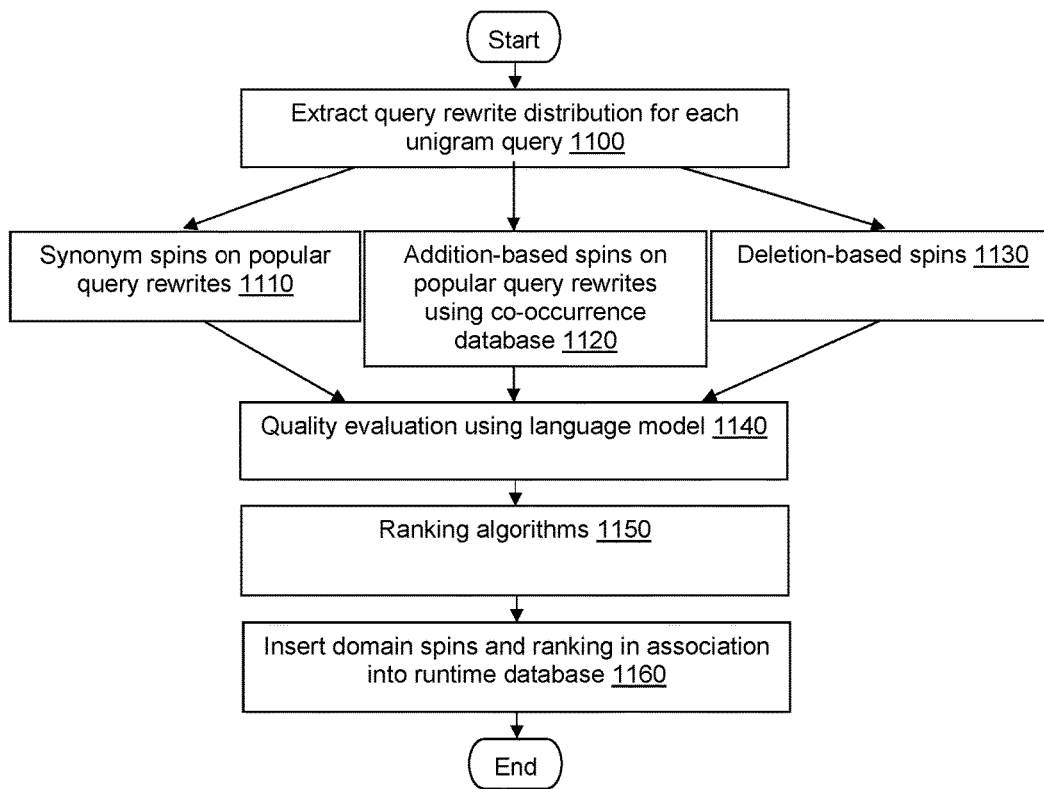 Start
Extract query rewrite distribution for each
unigram query 1100
Synonym spins on popular
query rewrites 1110
Addition-based spins on
popular query rewrites
using co-occurrence
database 1120
Deletion-based spins 1130
Quality evaluation using language model 1140
Ranking algorithms 1150
Insert domain spins and ranking in association
into runtime database 1160
End